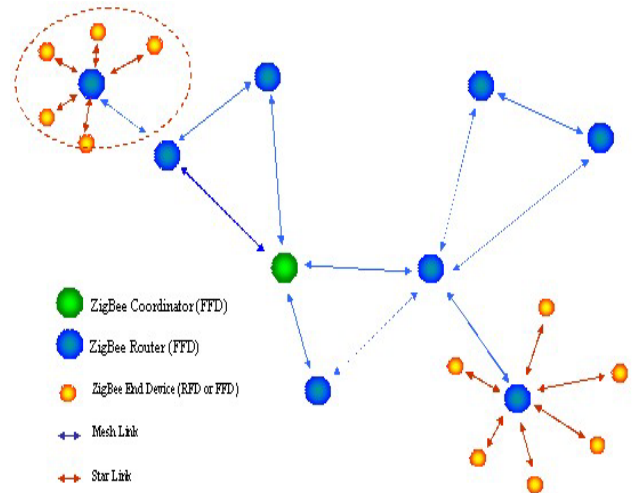 ZigBee Coordinator (FFD)
ZigBee Router (FFD)
ZigBee End Device (RFD or FFD)
Mesh Link
Star Link